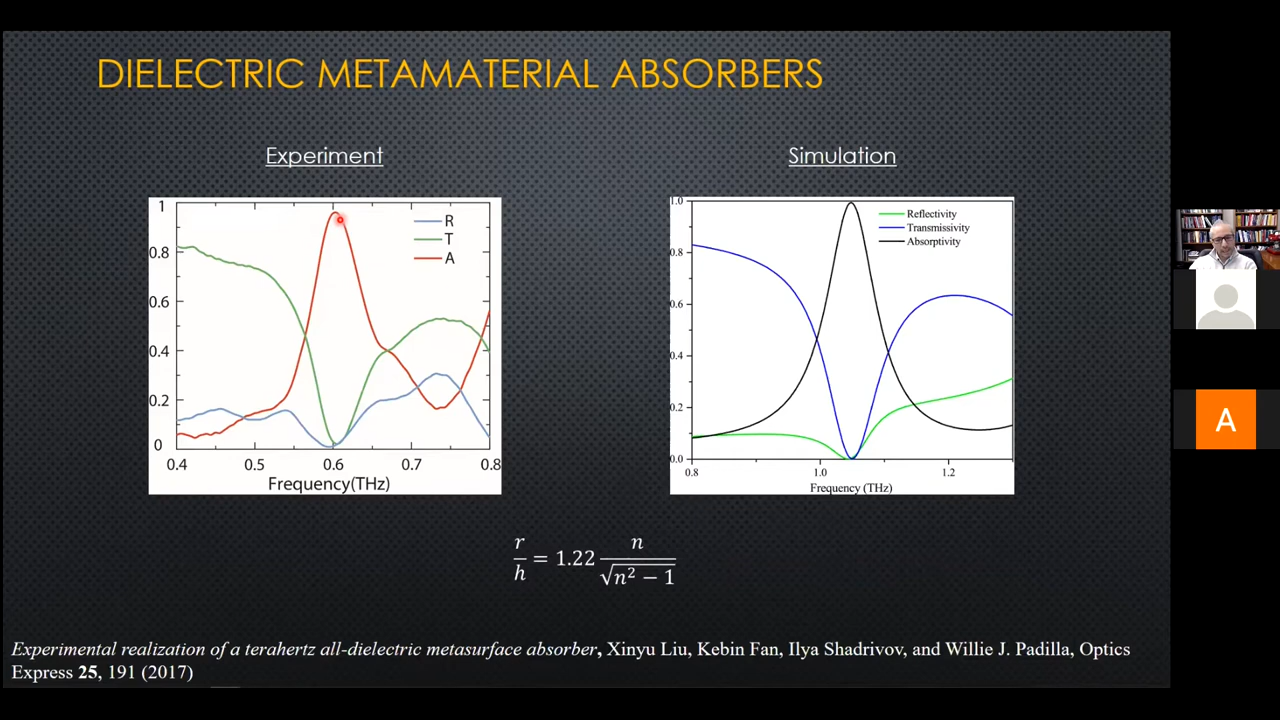 DIELECTRIC METAMATERIAL ABSORBERS
Experiment
1
0.8
0.6
0.4
0.2
0
0.4 0.5 0.6 0.7 0.8
Frequency(THz)
R
T
A
Simulation
1.0
0.8
0.6
0.4
0.2
0.0
0.8 1.0 1.2
Frequency (THz)
Reflectivity
Transmissivity
Absorptivity
r/h = 1.22 n/√(n² − 1)
Experimental realization of a terahertz all-dielectric metasurface absorber, Xinyu Liu, Kebin Fan, Ilya Shadrivov, and Willie J. Padilla, Optics
Express 25, 191 (2017)
A